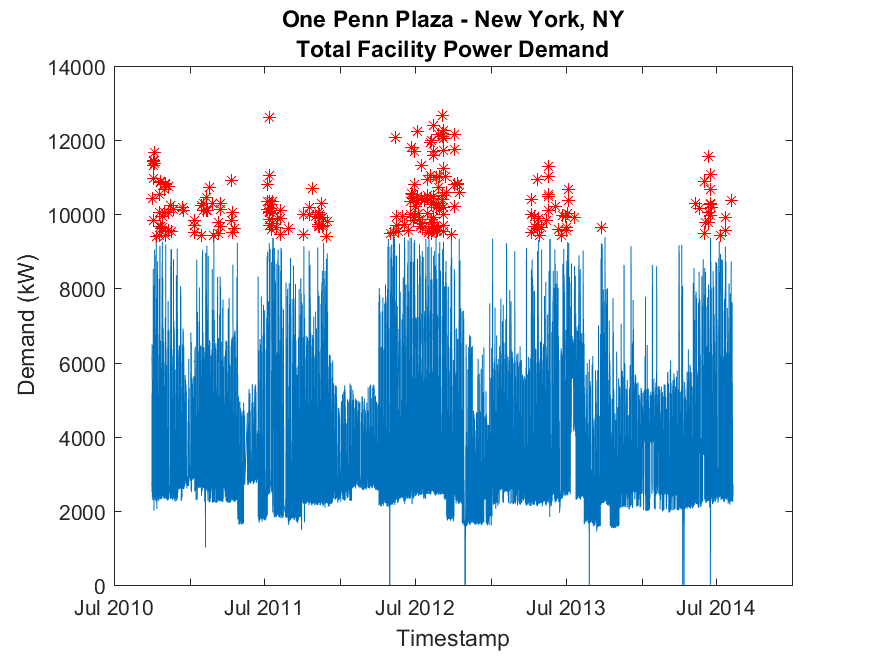 One Penn Plaza - New York, NY
Total Facility Power Demand
14000
12000
10000
8000
6000
4000
2000
0
Demand (kW)
Jul 2010 Jul 2011 Jul 2012 Jul 2013 Jul 2014
Timestamp